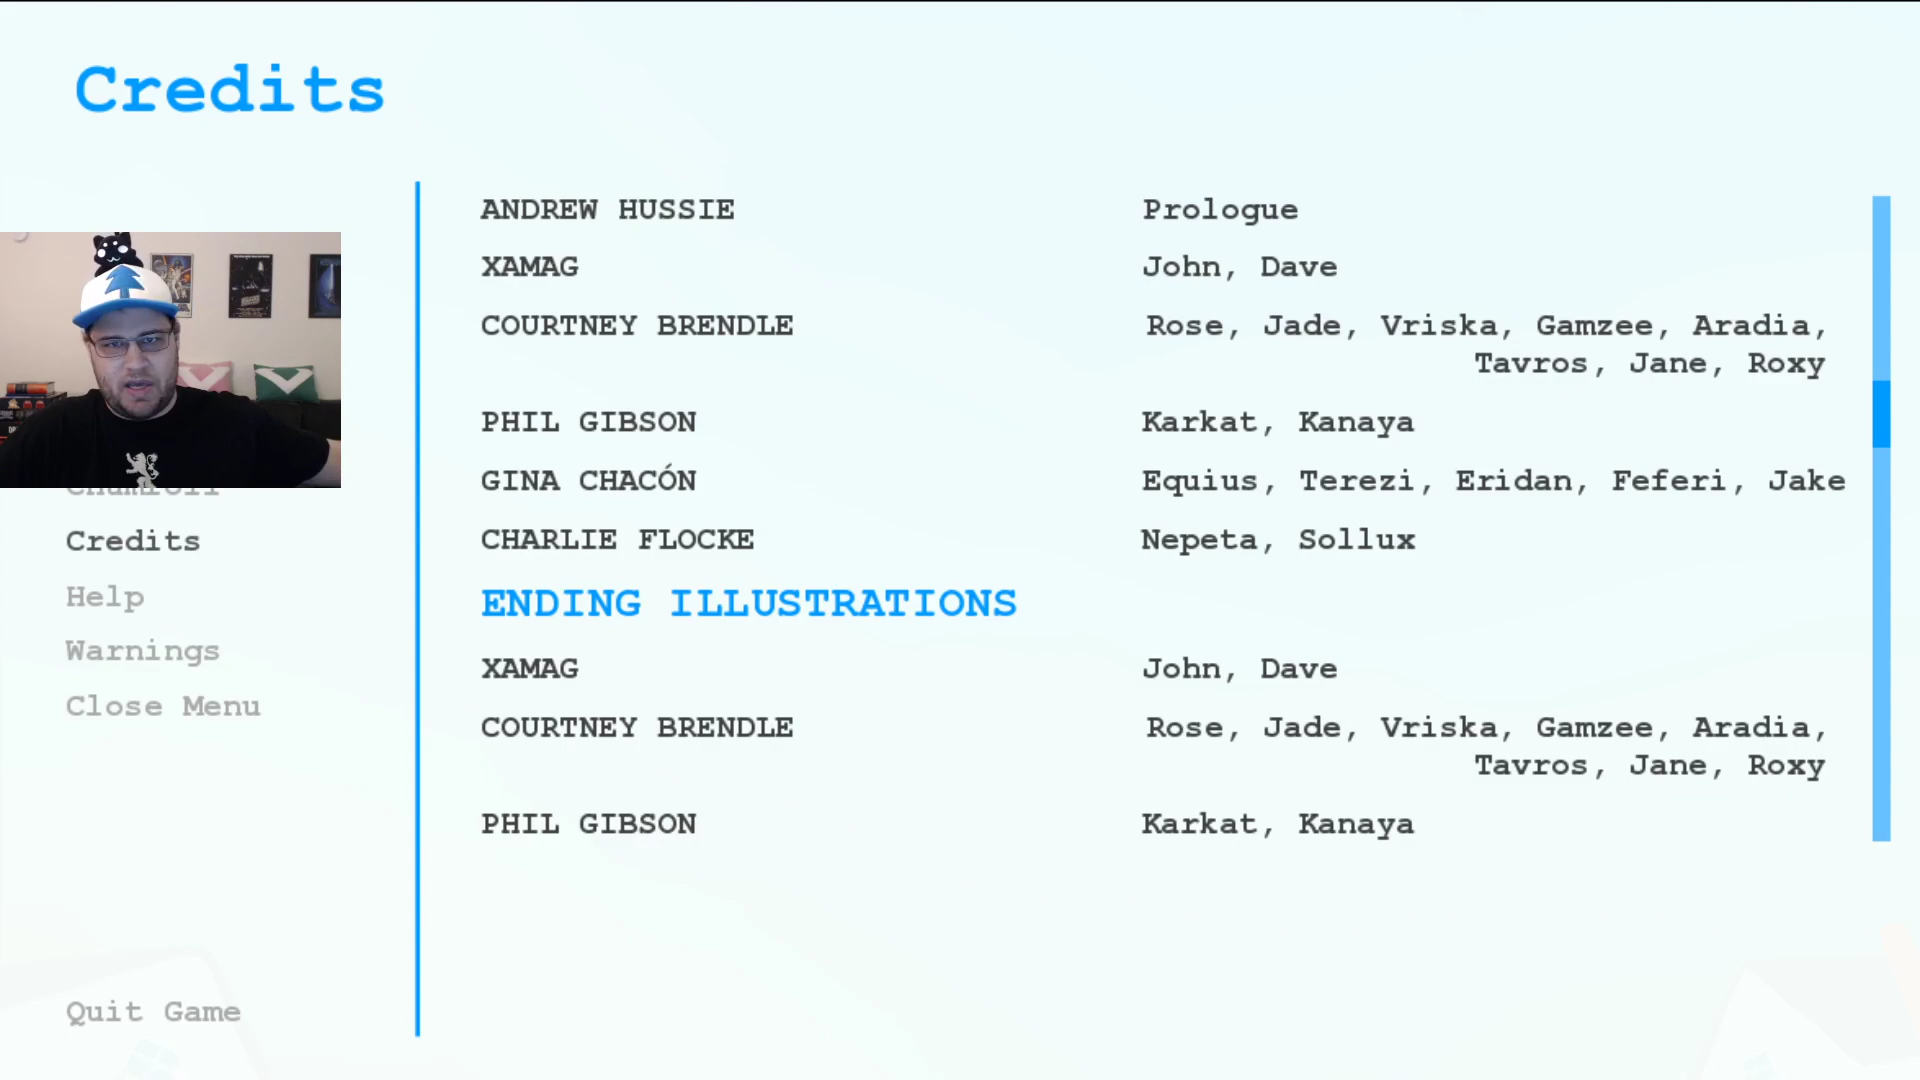 Credits
ANDREW HUSSIE Prologue
XAMAG John, Dave
COURTNEY BRENDLE Rose, Jade, Vriska, Gamzee, Aradia,
Tavros, Jane, Roxy
PHIL GIBSON Karkat, Kanaya
GINA CHACÓN Equius, Terezi, Eridan, Feferi, Jake
CHARLIE FLOCKE Nepeta, Sollux
ENDING ILLUSTRATIONS
XAMAG John, Dave
COURTNEY BRENDLE Rose, Jade, Vriska, Gamzee, Aradia,
Tavros, Jane, Roxy
PHIL GIBSON Karkat, Kanaya
Credits
Help
Warnings
Close Menu
Quit Game